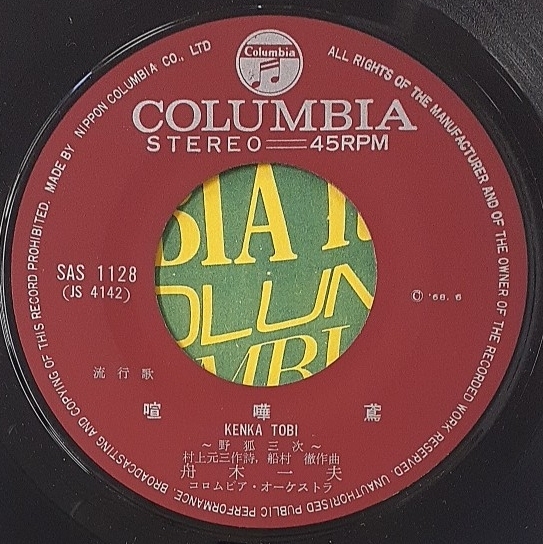 Columbia
COLUMBIA
STEREO 45RPM
MADE BY NIPPON COLUMBIA CO., LTD
ALL RIGHTS OF THE MANUFACTURER AND OF THE OWNER OF THE RECORDED WORK RESERVED. UNAUTHORISED PUBLIC PERFORMANCE, BROADCASTING AND COPYING OF THIS RECORD PROHIBITED.
BIA
OLUM
MBI
SAS 1128
(JS 4142)
Ⓟ '68. 6
流行歌
喧嘩鳶
KENKA TOBI
~野狐三次~
村上元三作詩, 船村 徹作曲
舟木一夫
コロムビア・オーケストラ